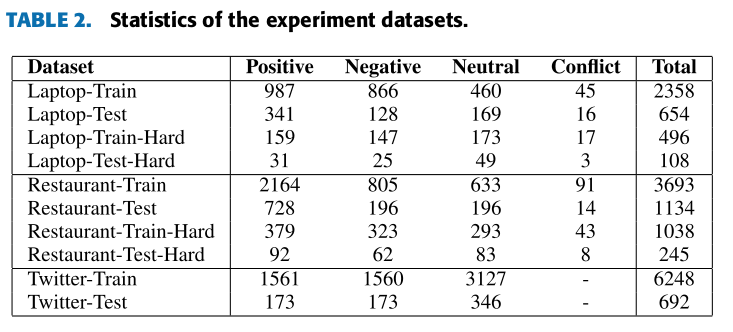 TABLE 2. Statistics of the experiment datasets.
Dataset Positive Negative Neutral Conflict Total
Laptop-Train 987 866 460 45 2358
Laptop-Test 341 128 169 16 654
Laptop-Train-Hard 159 147 173 17 496
Laptop-Test-Hard 31 25 49 3 108
Restaurant-Train 2164 805 633 91 3693
Restaurant-Test 728 196 196 14 1134
Restaurant-Train-Hard 379 323 293 43 1038
Restaurant-Test-Hard 92 62 83 8 245
Twitter-Train 1561 1560 3127 - 6248
Twitter-Test 173 173 346 - 692